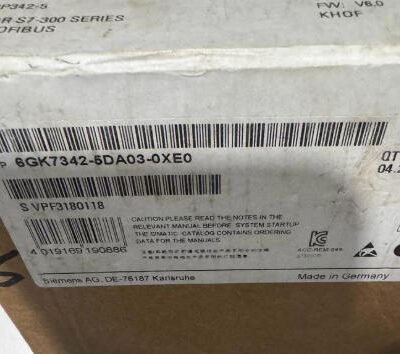 P342-5
R S7-300 SERIES
OFIBUS
FW: V6.0
KHOF
P 6GK7342-5DA03-0XE0
QT
04.2
S VPF3180118
CAUTION PLEASE READ THE NOTES IN THE
RELEVANT MANUAL BEFORE SYSTEM STARTUP
THE SIMATIC CATALOG CONTAINS ORDERING
DATA FOR THE MANUALS
4 019169 190886
Siemens AG, DE-76187 Karlsruhe
Made in Germany